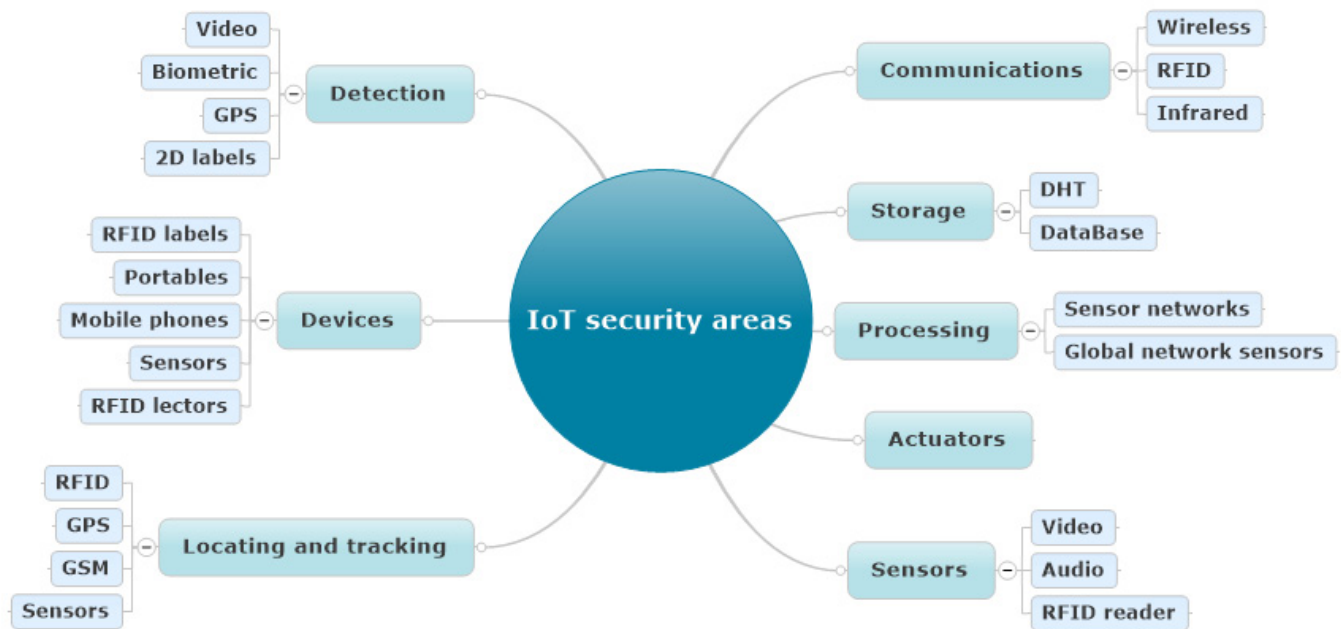 IoT security areas
Detection
Video
Biometric
GPS
2D labels
Devices
RFID labels
Portables
Mobile phones
Sensors
RFID lectors
Locating and tracking
RFID
GPS
GSM
Sensors
Communications
Wireless
RFID
Infrared
Storage
DHT
DataBase
Processing
Sensor networks
Global network sensors
Actuators
Sensors
Video
Audio
RFID reader